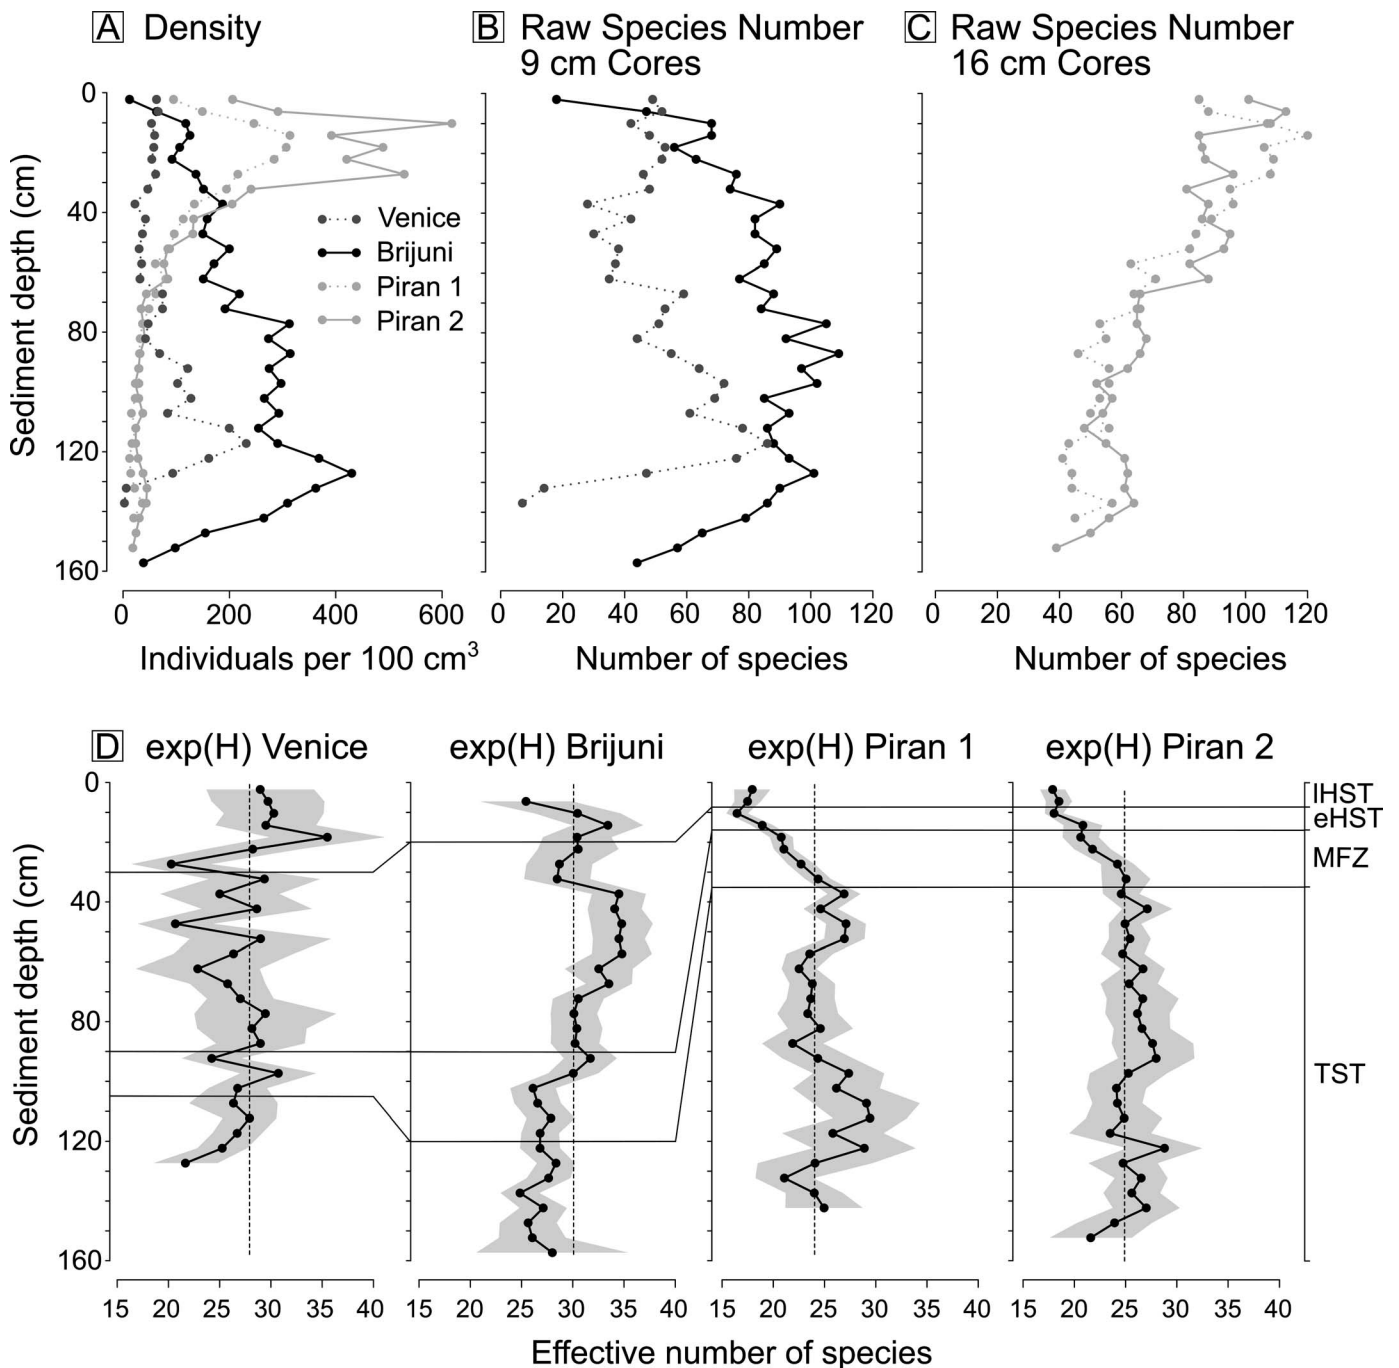 A Density
B Raw Species Number
9 cm Cores
C Raw Species Number
16 cm Cores
Sediment depth (cm)
0
40
80
120
160
Venice
Brijuni
Piran 1
Piran 2
0 200 400 600
Individuals per 100 cm³
0 20 40 60 80 100 120
Number of species
0 20 40 60 80 100 120
Number of species
D exp(H) Venice
exp(H) Brijuni
exp(H) Piran 1
exp(H) Piran 2
Sediment depth (cm)
0
40
80
120
160
lHST
eHST
MFZ
TST
15 20 25 30 35 40
15 20 25 30 35 40
15 20 25 30 35 40
15 20 25 30 35 40
Effective number of species